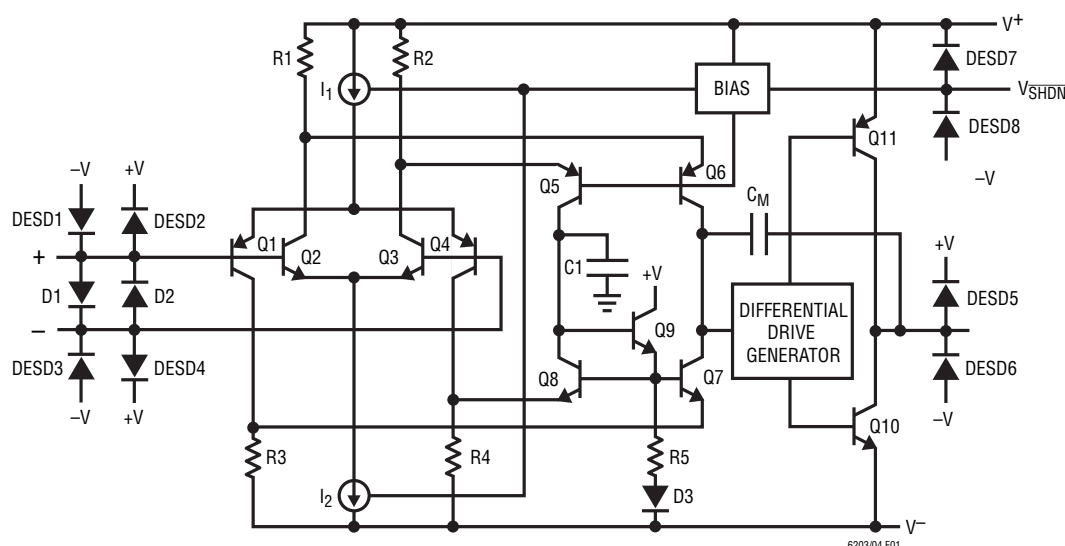 V+
R1
R2
DESD7
I1
BIAS
VSHDN
DESD8
Q11
–V
+V
–V
Q5
Q6
CM
DESD1
DESD2
+
Q1
Q2
Q3
Q4
C1
+V
+V
D1
D2
DESD5
–
Q9
DIFFERENTIAL
DRIVE
GENERATOR
DESD3
DESD4
Q8
Q7
DESD6
–V
+V
–V
Q10
R3
R4
R5
I2
D3
V–
6203/04 F01